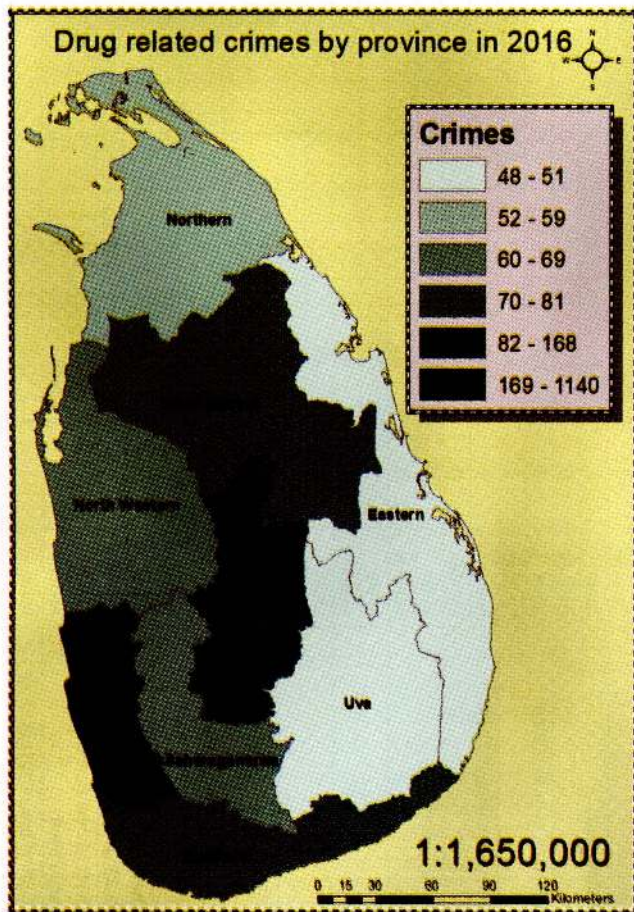 Drug related crimes by province in 2016
N
W E
S
Crimes
48 - 51
52 - 59
60 - 69
70 - 81
82 - 168
169 - 1140
Northern
North Western
Eastern
Uva
Sabaragamuwa
1:1,650,000
0 15 30 60 90 120
Kilometers